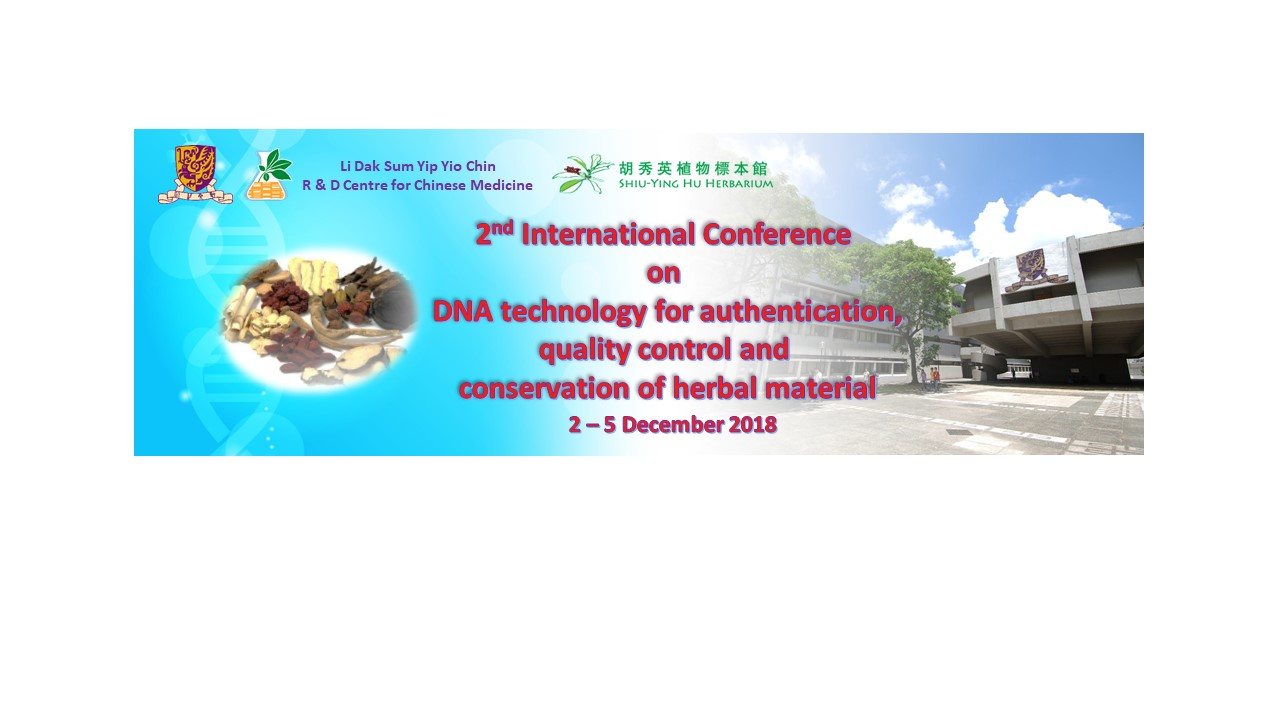 Li Dak Sum Yip Yio Chin
R & D Centre for Chinese Medicine
胡秀英植物標本館
SHIU-YING HU HERBARIUM
2nd International Conference
on
DNA technology for authentication,
quality control and
conservation of herbal material
2 – 5 December 2018